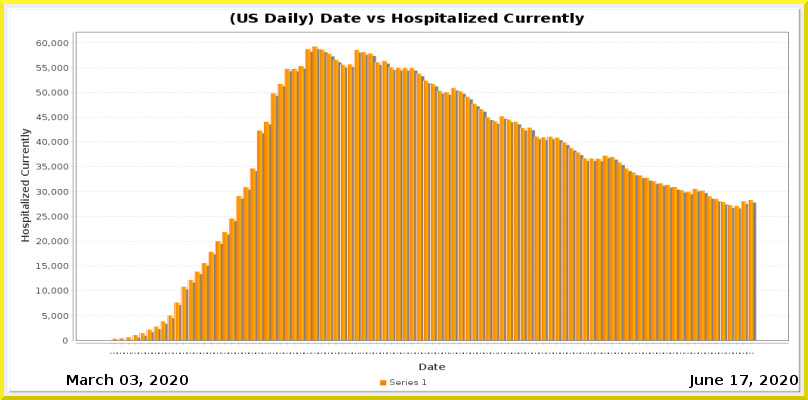 (US Daily) Date vs Hospitalized Currently
60,000
55,000
50,000
45,000
40,000
35,000
30,000
25,000
20,000
15,000
10,000
5,000
0
Hospitalized Currently
Date
March 03, 2020
June 17, 2020
Series 1